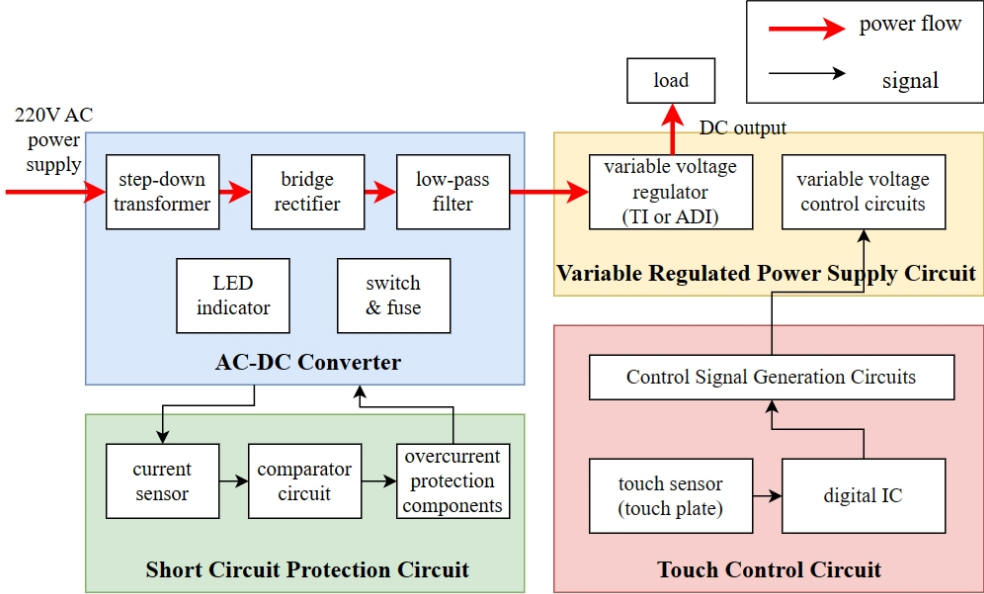 power flow
signal
load
DC output
220V AC
power
supply
step-down
transformer
bridge
rectifier
low-pass
filter
variable voltage
regulator
(TI or ADI)
variable voltage
control circuits
Variable Regulated Power Supply Circuit
LED
indicator
switch
& fuse
AC-DC Converter
Control Signal Generation Circuits
current
sensor
comparator
circuit
overcurrent
protection
components
touch sensor
(touch plate)
digital IC
Short Circuit Protection Circuit
Touch Control Circuit